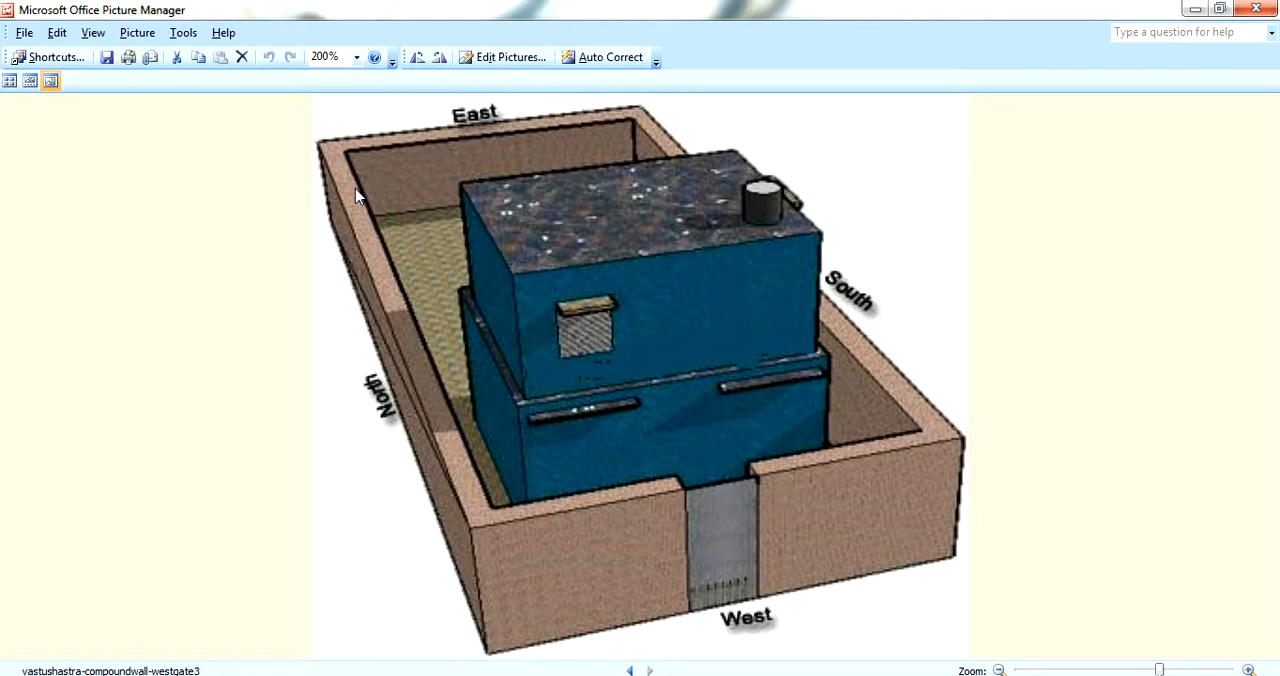 Microsoft Office Picture Manager
File Edit View Picture Tools Help
Type a question for help
Shortcuts... 200% Edit Pictures... Auto Correct
East
South
North
West
vastushastra-compoundwall-westgate3
Zoom: